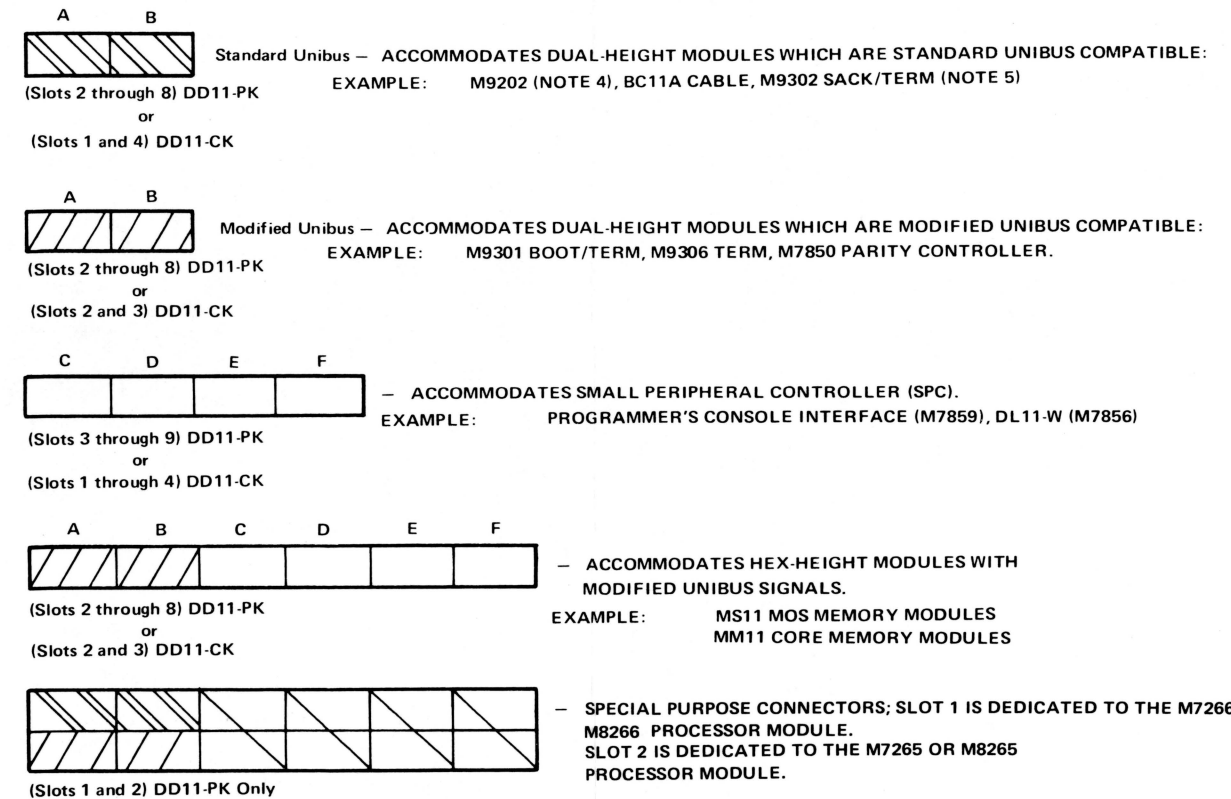 A B
Standard Unibus — ACCOMMODATES DUAL-HEIGHT MODULES WHICH ARE STANDARD UNIBUS COMPATIBLE:
EXAMPLE: M9202 (NOTE 4), BC11A CABLE, M9302 SACK/TERM (NOTE 5)
(Slots 2 through 8) DD11-PK
or
(Slots 1 and 4) DD11-CK
A B
Modified Unibus — ACCOMMODATES DUAL-HEIGHT MODULES WHICH ARE MODIFIED UNIBUS COMPATIBLE:
EXAMPLE: M9301 BOOT/TERM, M9306 TERM, M7850 PARITY CONTROLLER.
(Slots 2 through 8) DD11-PK
or
(Slots 2 and 3) DD11-CK
C D E F
— ACCOMMODATES SMALL PERIPHERAL CONTROLLER (SPC).
EXAMPLE: PROGRAMMER'S CONSOLE INTERFACE (M7859), DL11-W (M7856)
(Slots 3 through 9) DD11-PK
or
(Slots 1 through 4) DD11-CK
A B C D E F
— ACCOMMODATES HEX-HEIGHT MODULES WITH
MODIFIED UNIBUS SIGNALS.
EXAMPLE: MS11 MOS MEMORY MODULES
MM11 CORE MEMORY MODULES
(Slots 2 through 8) DD11-PK
or
(Slots 2 and 3) DD11-CK
— SPECIAL PURPOSE CONNECTORS; SLOT 1 IS DEDICATED TO THE M7266
M8266 PROCESSOR MODULE.
SLOT 2 IS DEDICATED TO THE M7265 OR M8265
PROCESSOR MODULE.
(Slots 1 and 2) DD11-PK Only